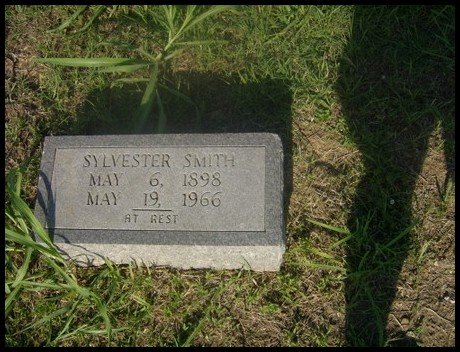 SYLVESTER SMITH
MAY 6, 1898
MAY 19, 1966
AT REST